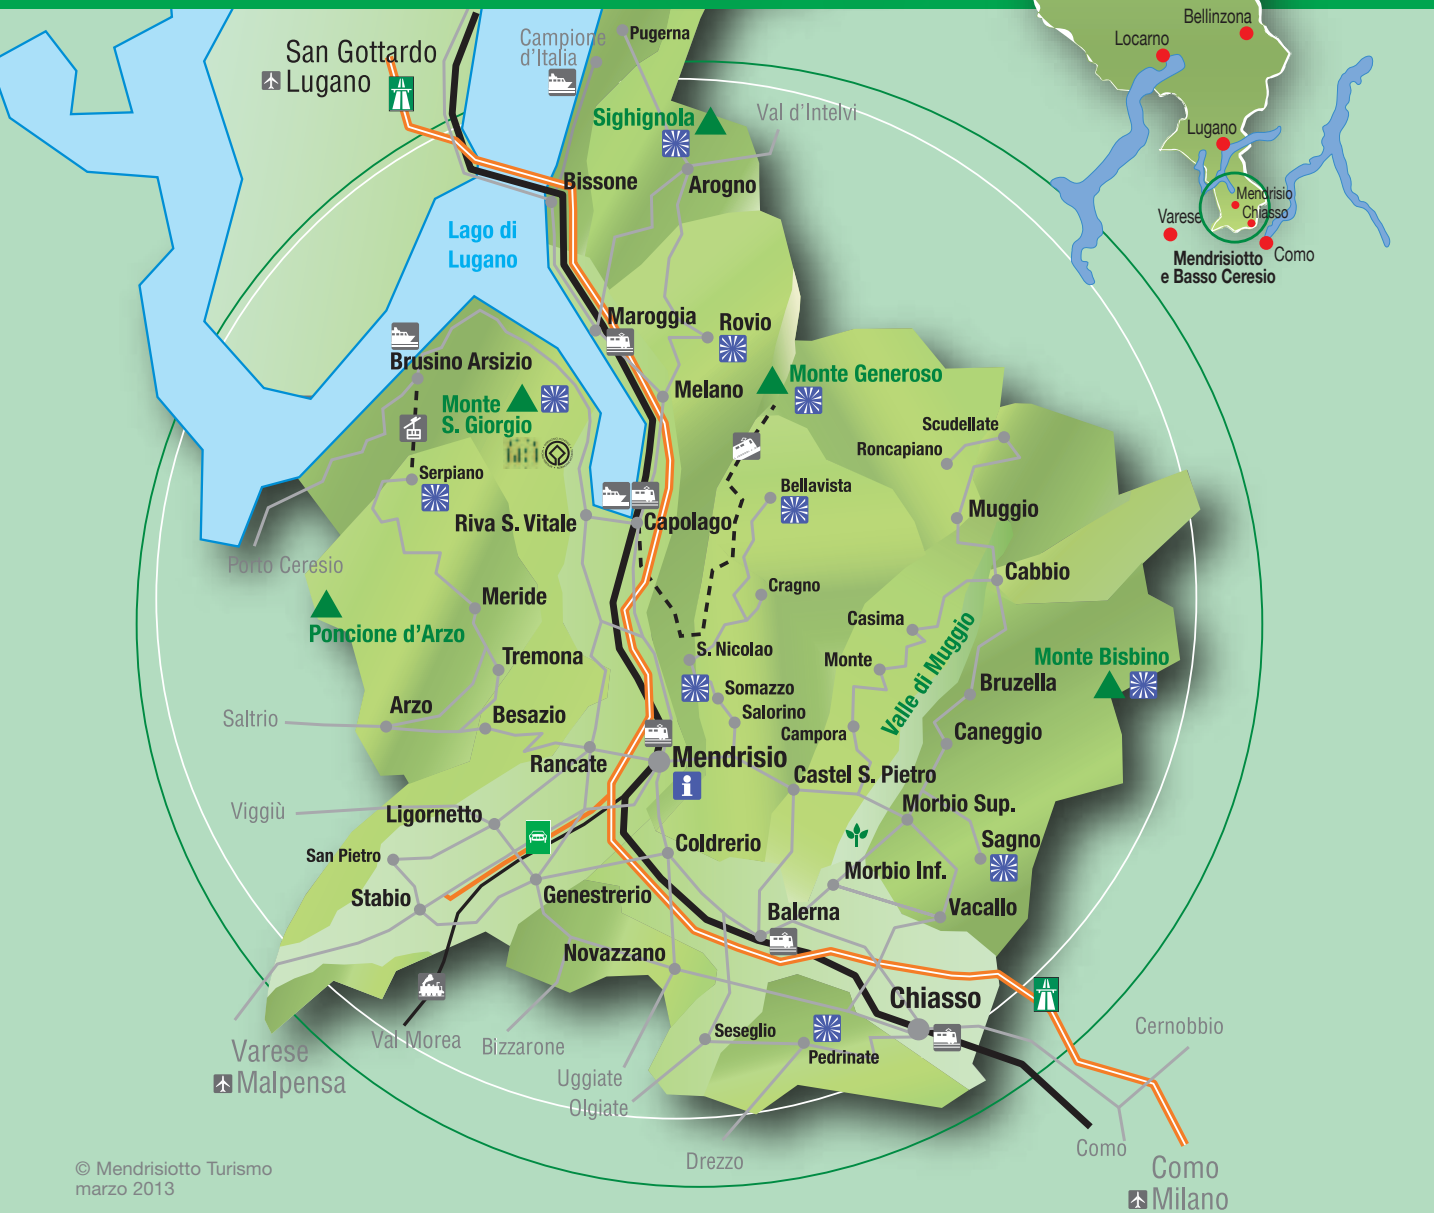 San Gottardo
Lugano
Campione
d'Italia
Pugerna
Sighignola
Val d'Intelvi
Bissone
Arogno
Lago di
Lugano
Maroggia
Rovio
Brusino Arsizio
Melano
Monte Generoso
Monte
S. Giorgio
Scudellate
Roncapiano
Serpiano
Bellavista
Riva S. Vitale
Capolago
Muggio
Porto Ceresio
Cabbio
Meride
Cragno
Poncione d'Arzo
Casima
Valle di Muggio
Tremona
S. Nicolao
Monte
Monte Bisbino
Somazzo
Bruzella
Saltrio
Arzo
Besazio
Salorino
Campora
Caneggio
Rancate
Mendrisio
i
Castel S. Pietro
Viggiù
Ligornetto
Morbio Sup.
San Pietro
Coldrerio
Sagno
Stabio
Genestrerio
Morbio Inf.
Balerna
Vacallo
Novazzano
Chiasso
Val Morea
Bizzarone
Seseglio
Pedrinate
Cernobbio
Varese
Malpensa
Uggiate
Olgiate
Drezzo
Como
Como
Milano
© Mendrisiotto Turismo
marzo 2013
Bellinzona
Locarno
Lugano
Mendrisio
Chiasso
Varese
Como
Mendrisiotto
e Basso Ceresio